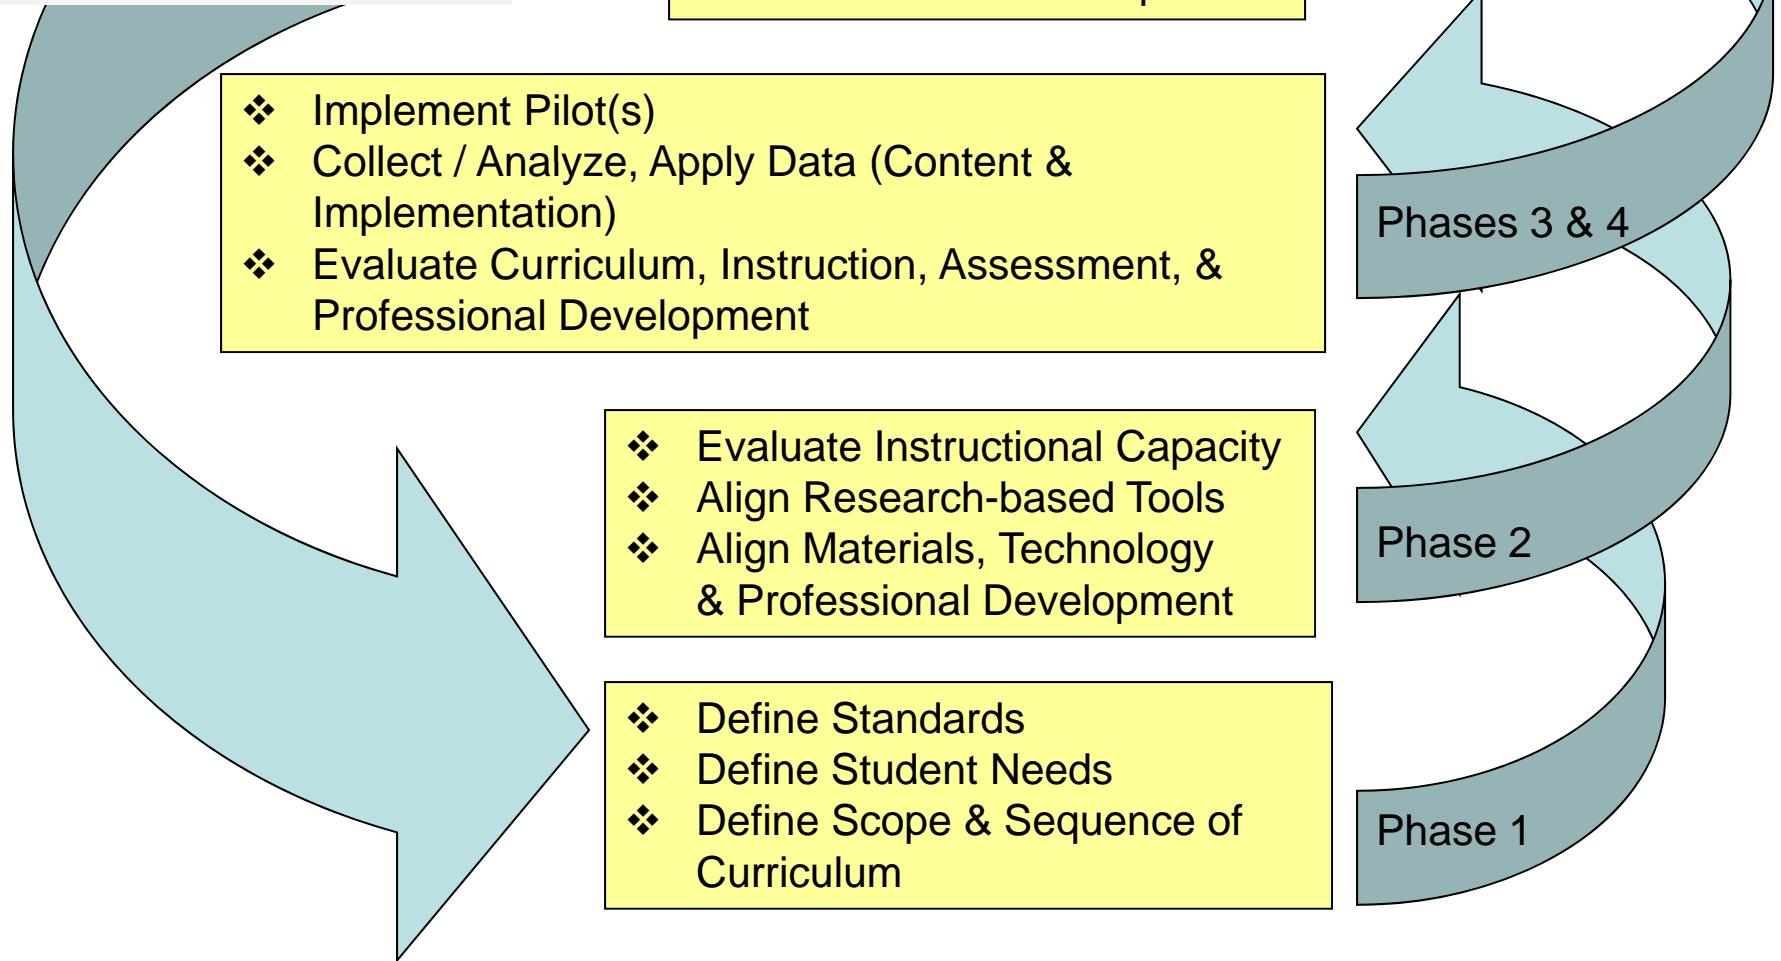 ❖ Implement Pilot(s)
❖ Collect / Analyze, Apply Data (Content &
Implementation)
❖ Evaluate Curriculum, Instruction, Assessment, &
Professional Development
Phases 3 & 4
❖ Evaluate Instructional Capacity
❖ Align Research-based Tools
❖ Align Materials, Technology
& Professional Development
Phase 2
❖ Define Standards
❖ Define Student Needs
❖ Define Scope & Sequence of
Curriculum
Phase 1